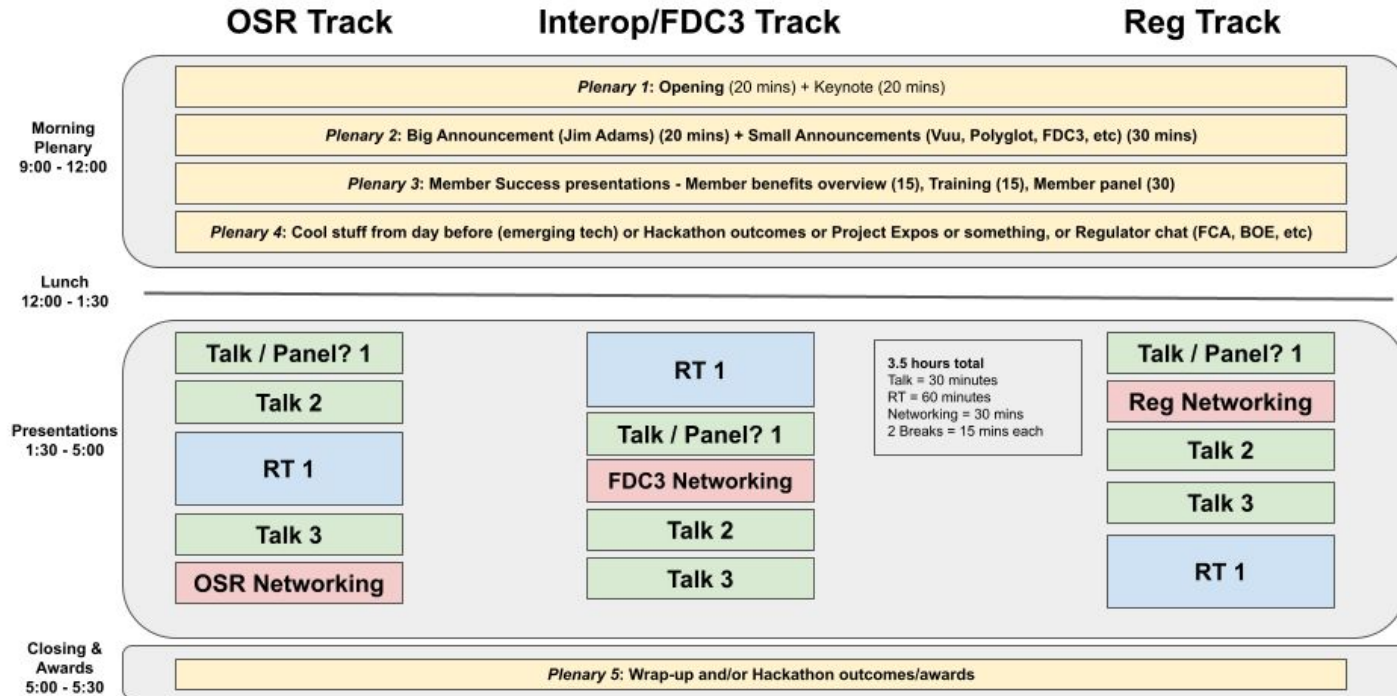 OSR Track
Interop/FDC3 Track
Reg Track
Morning
Plenary
9:00 - 12:00
Plenary 1: Opening (20 mins) + Keynote (20 mins)
Plenary 2: Big Announcement (Jim Adams) (20 mins) + Small Announcements (Vuu, Polyglot, FDC3, etc) (30 mins)
Plenary 3: Member Success presentations - Member benefits overview (15), Training (15), Member panel (30)
Plenary 4: Cool stuff from day before (emerging tech) or Hackathon outcomes or Project Expos or something, or Regulator chat (FCA, BOE, etc)
Lunch
12:00 - 1:30
Presentations
1:30 - 5:00
Talk / Panel? 1
Talk 2
RT 1
Talk 3
OSR Networking
RT 1
Talk / Panel? 1
FDC3 Networking
Talk 2
Talk 3
3.5 hours total
Talk = 30 minutes
RT = 60 minutes
Networking = 30 mins
2 Breaks = 15 mins each
Talk / Panel? 1
Reg Networking
Talk 2
Talk 3
RT 1
Closing &
Awards
5:00 - 5:30
Plenary 5: Wrap-up and/or Hackathon outcomes/awards